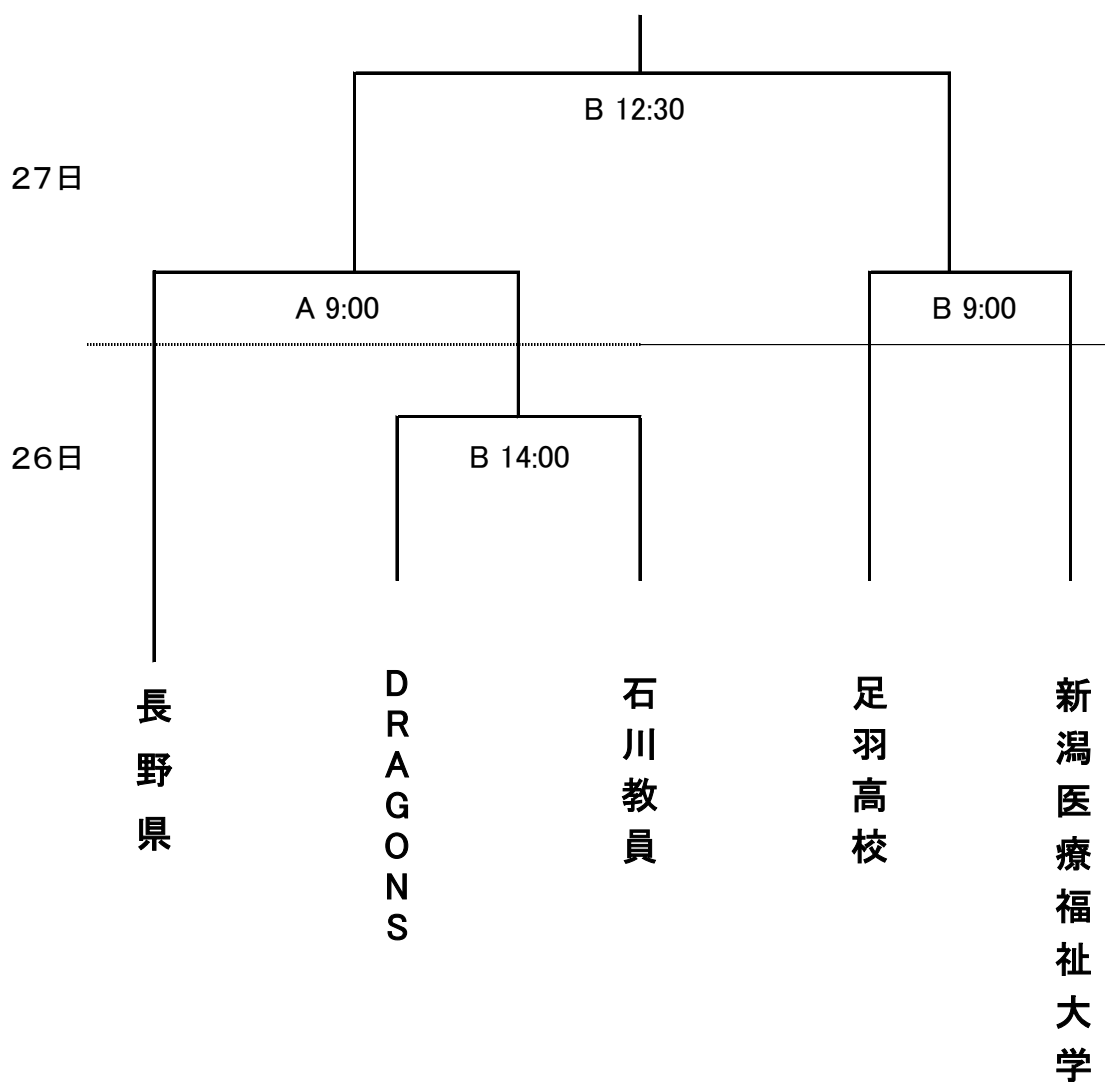 B 12:30
27日
A 9:00
B 9:00
26日
B 14:00
長野県
DRAGONS
石川教員
足羽高校
新潟医療福祉大学